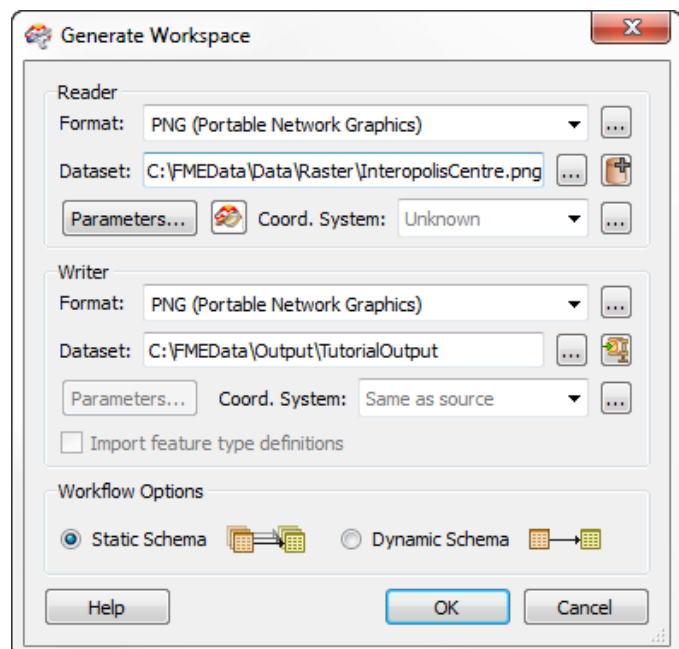 Generate Workspace
Reader
Format: PNG (Portable Network Graphics) ...
Dataset: C:\FMEData\Data\Raster\InteropolisCentre.png ...
Parameters... Coord. System: Unknown ...
Writer
Format: PNG (Portable Network Graphics) ...
Dataset: C:\FMEData\Output\TutorialOutput ...
Parameters... Coord. System: Same as source ...
Import feature type definitions
Workflow Options
Static Schema Dynamic Schema
Help OK Cancel